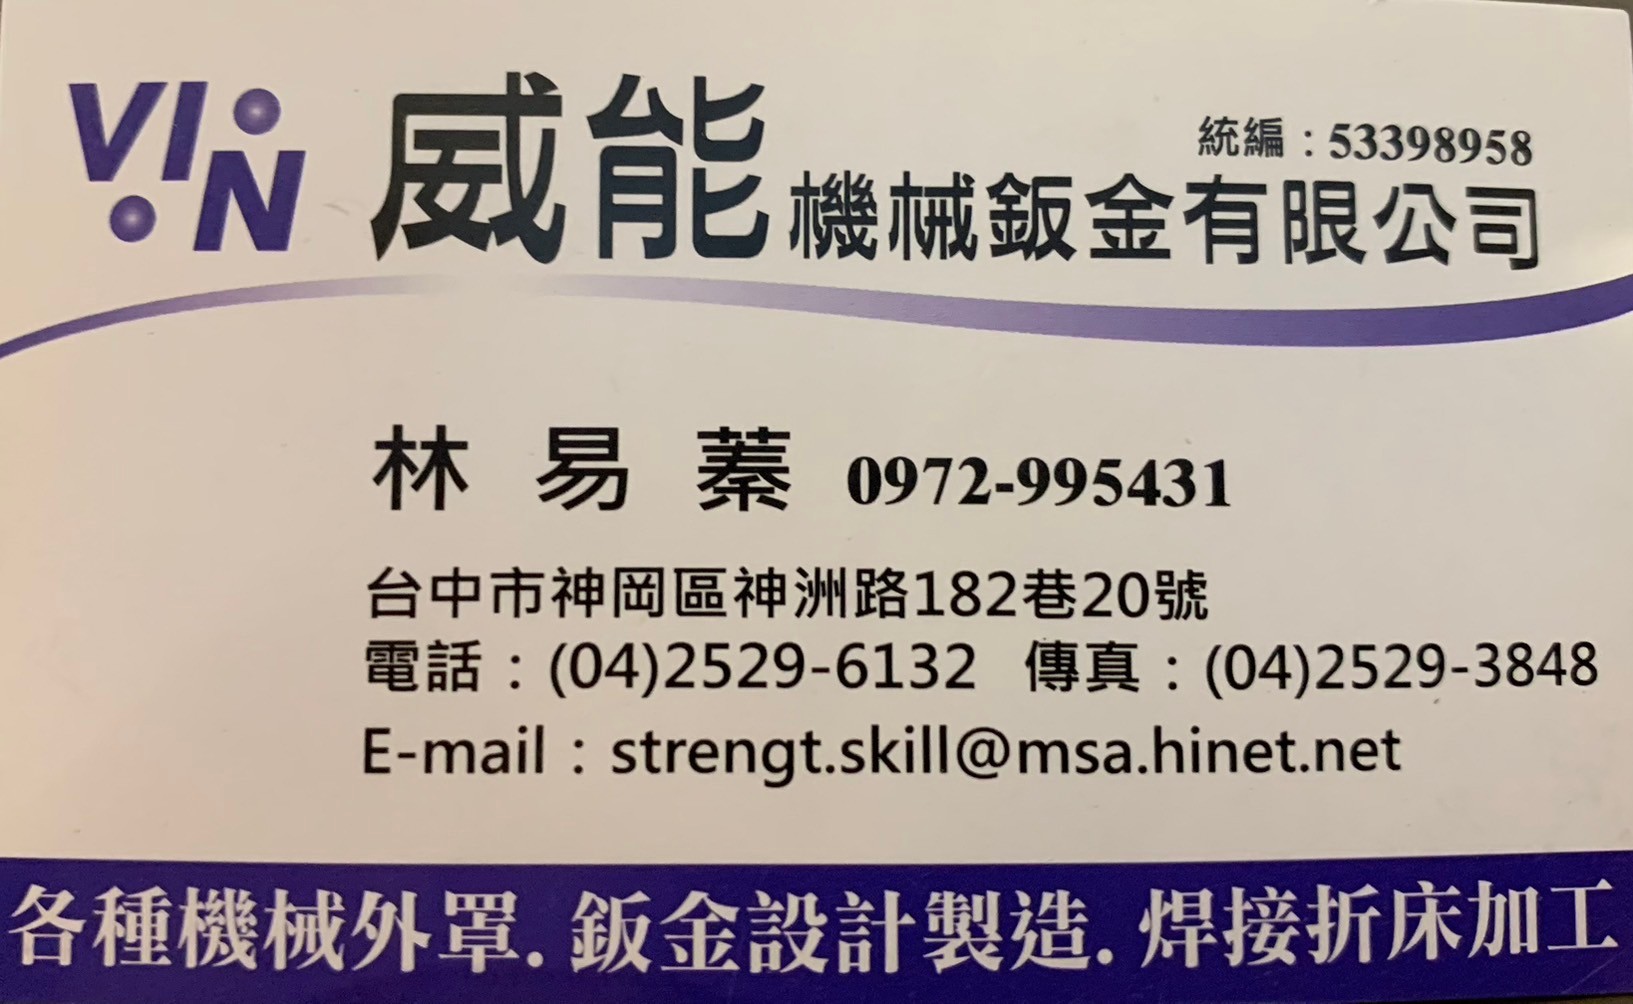 VIN 威能機械鈑金有限公司
統編：53398958
林易蓁 0972-995431
台中市神岡區神洲路182巷20號
電話：(04)2529-6132 傳真：(04)2529-3848
E-mail：strengt.skill@msa.hinet.net
各種機械外罩.鈑金設計製造.焊接折床加工